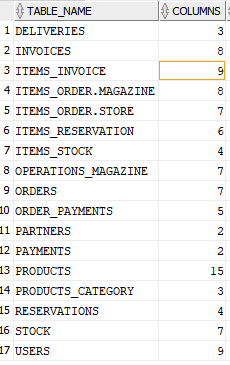 TABLE_NAME COLUMNS
1 DELIVERIES 3
2 INVOICES 8
3 ITEMS_INVOICE 9
4 ITEMS_ORDER.MAGAZINE 8
5 ITEMS_ORDER.STORE 7
6 ITEMS_RESERVATION 6
7 ITEMS_STOCK 4
8 OPERATIONS_MAGAZINE 7
9 ORDERS 7
10 ORDER_PAYMENTS 5
11 PARTNERS 2
12 PAYMENTS 2
13 PRODUCTS 15
14 PRODUCTS_CATEGORY 3
15 RESERVATIONS 4
16 STOCK 7
17 USERS 9